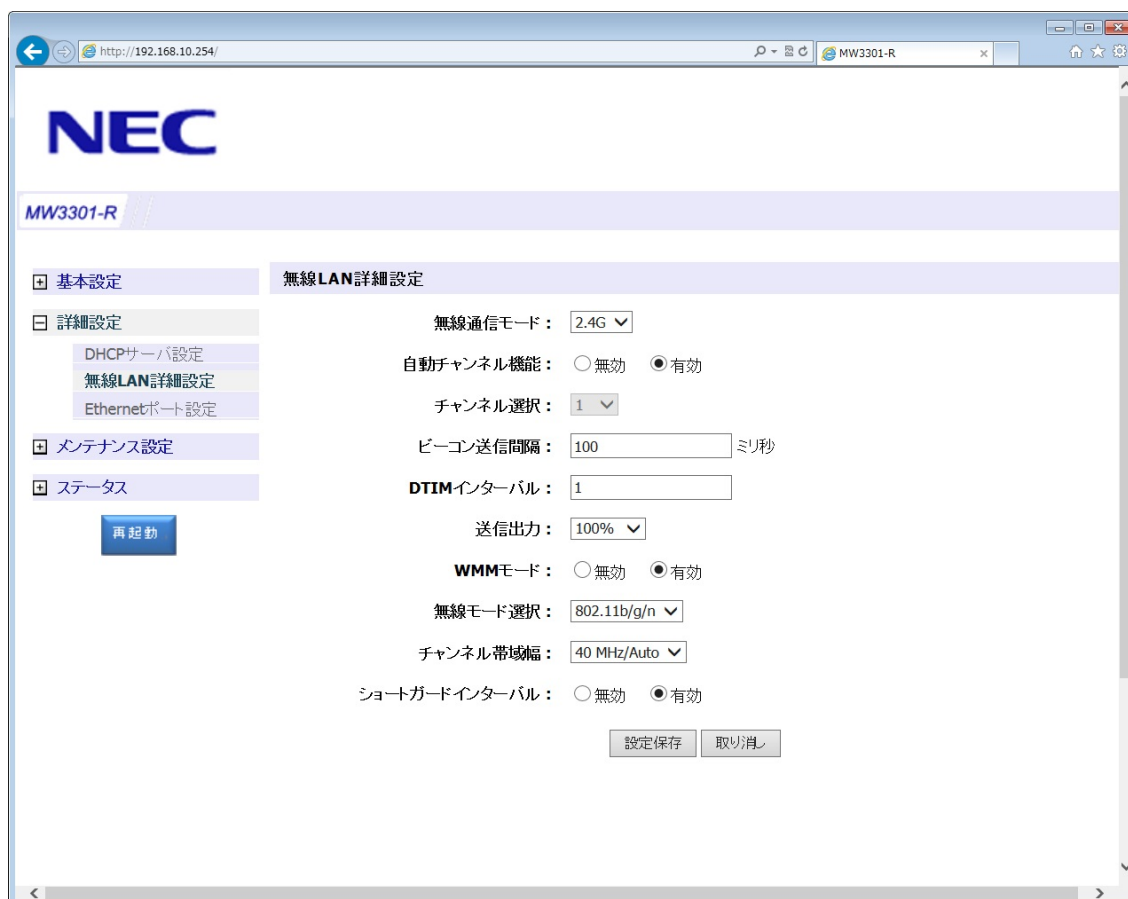 http://192.168.10.254/
MW3301-R
NEC
MW3301-R
基本設定
詳細設定
DHCPサーバ設定
無線LAN詳細設定
Ethernetポート設定
メンテナンス設定
ステータス
再起動
無線LAN詳細設定
無線通信モード： 2.4G
自動チャンネル機能： 無効 有効
チャンネル選択： 1
ビーコン送信間隔： 100 ミリ秒
DTIMインターバル： 1
送信出力： 100%
WMMモード： 無効 有効
無線モード選択： 802.11b/g/n
チャンネル帯域幅： 40 MHz/Auto
ショートガードインターバル： 無効 有効
設定保存 取り消し